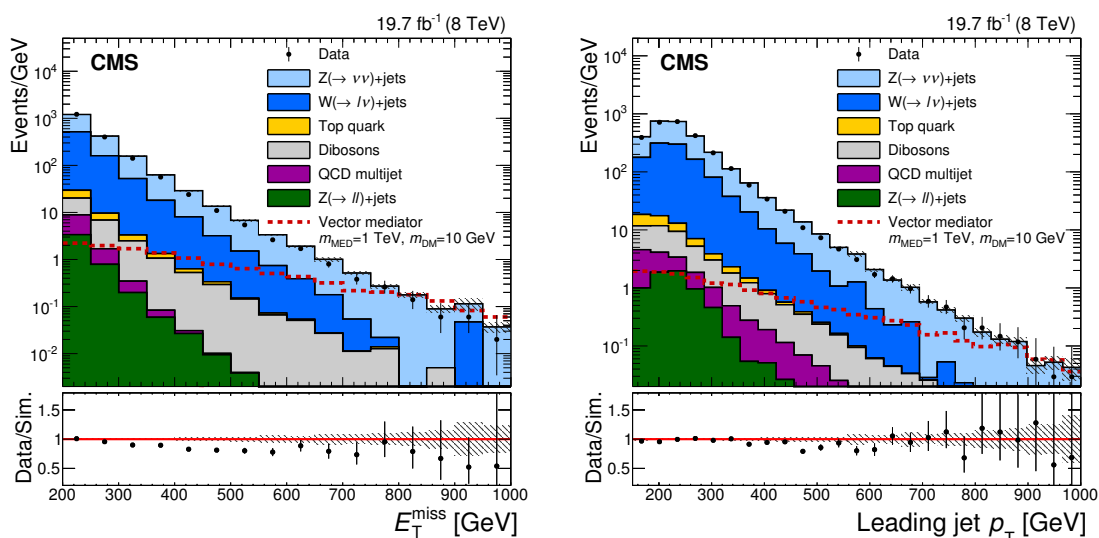 19.7 fb⁻¹ (8 TeV)
CMS
Data
Z(→ νν)+jets
W(→ lν)+jets
Top quark
Dibosons
QCD multijet
Z(→ ll)+jets
Vector mediator
m_MED=1 TeV, m_DM=10 GeV
Events/GeV
10⁴
10³
10²
10
1
10⁻¹
10⁻²
Data/Sim.
1.5
1
0.5
200 300 400 500 600 700 800 900 1000
E_T^miss [GeV]
19.7 fb⁻¹ (8 TeV)
CMS
Data
Z(→ νν)+jets
W(→ lν)+jets
Top quark
Dibosons
QCD multijet
Z(→ ll)+jets
Vector mediator
m_MED=1 TeV, m_DM=10 GeV
Events/GeV
10⁴
10³
10²
10
1
10⁻¹
Data/Sim.
1.5
1
0.5
200 300 400 500 600 700 800 900 1000
Leading jet p_T [GeV]